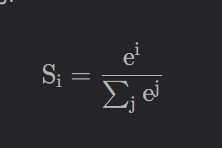 Sᵢ = eⁱ / ∑ⱼ eʲ